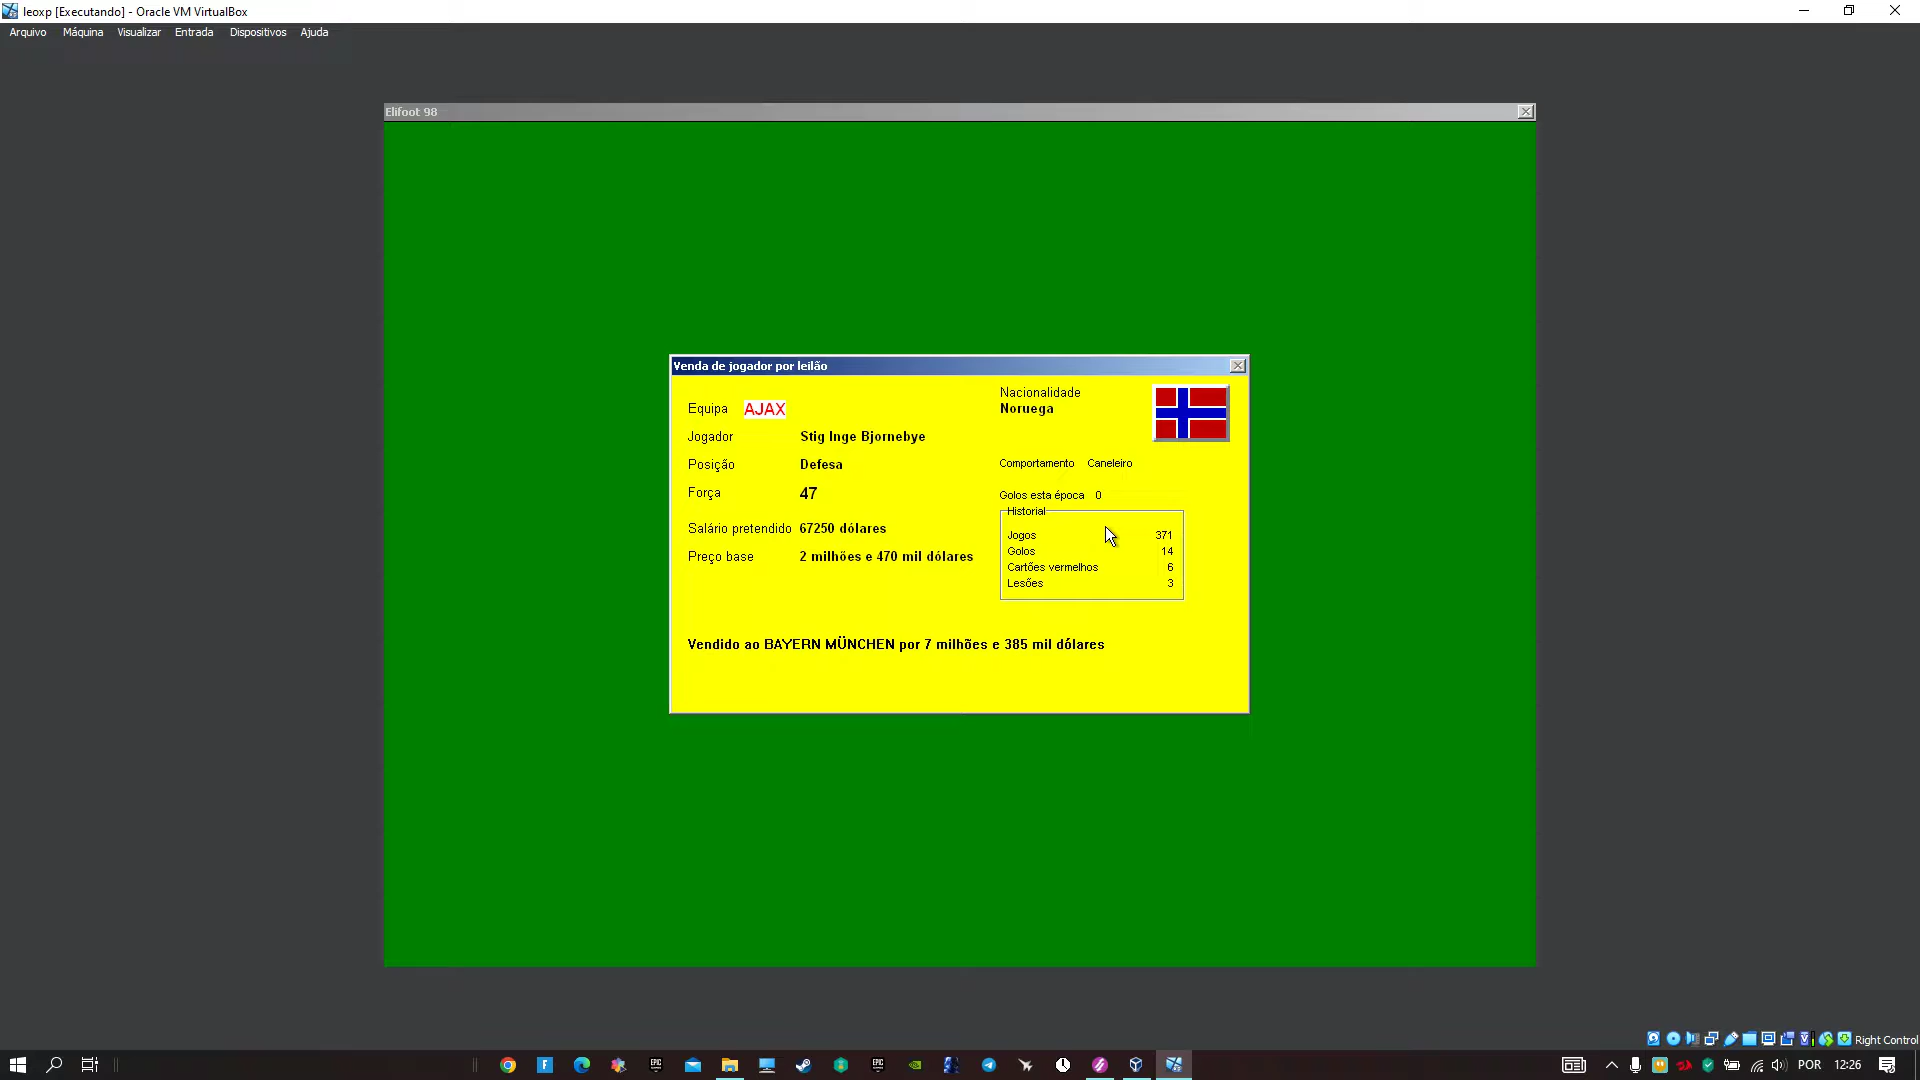 leoxp [Executando] - Oracle VM VirtualBox
Arquivo Máquina Visualizar Entrada Dispositivos Ajuda
Elifoot 98
Venda de jogador por leilão
Equipa AJAX
Jogador Stig Inge Bjornebye
Posição Defesa
Força 47
Salário pretendido 67250 dólares
Preço base 2 milhões e 470 mil dólares
Nacionalidade
Noruega
Comportamento Caneleiro
Golos esta época 0
Historial
Jogos 371
Golos 14
Cartões vermelhos 6
Lesões 3
Vendido ao BAYERN MÜNCHEN por 7 milhões e 385 mil dólares
Right Control
F EPIC EPIC POR 12:26